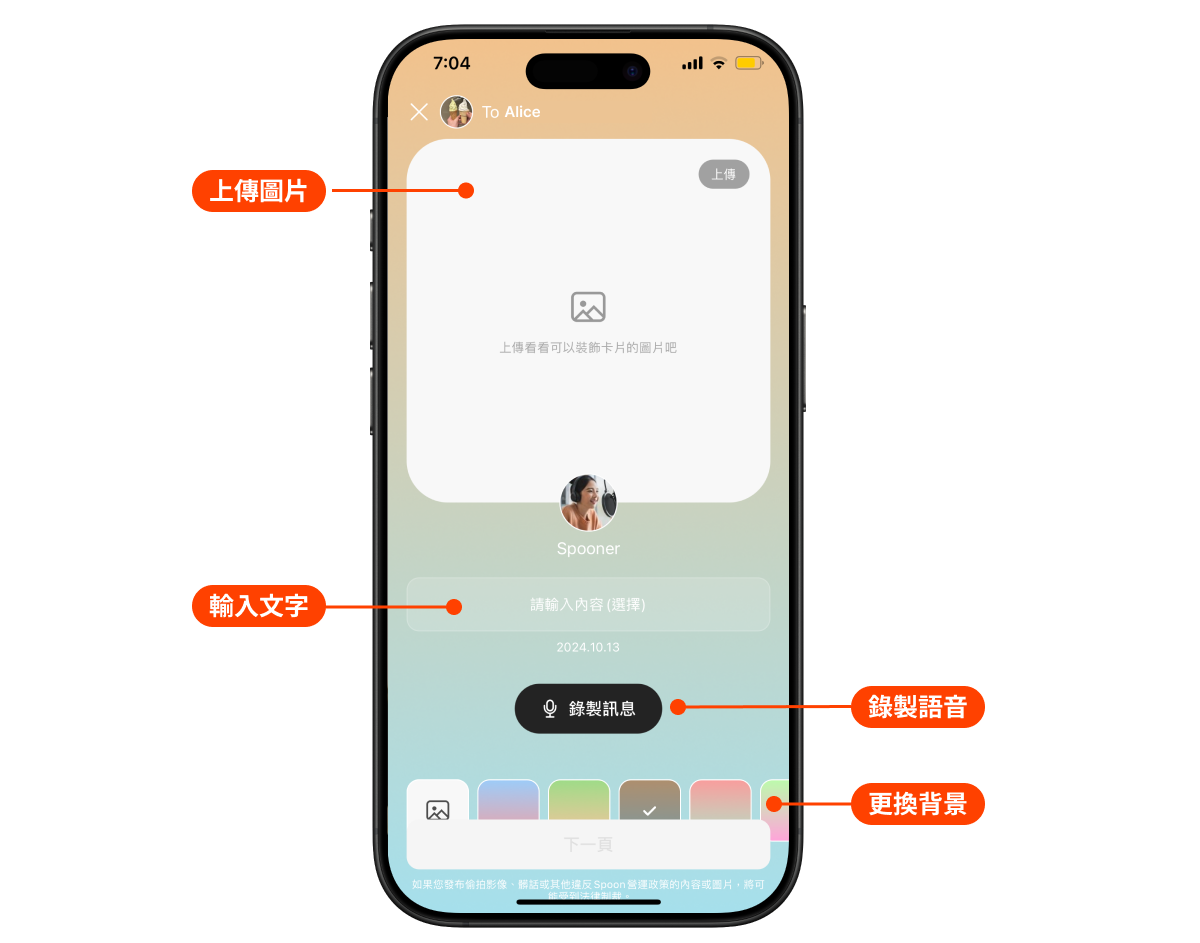 7:04
To Alice
上傳
上傳圖片
上傳看看可以裝飾卡片的圖片吧
Spooner
請輸入內容 (選擇)
輸入文字
2024.10.13
錄製訊息
錄製語音
更換背景
下一頁
如果您發布偷拍影像、髒話或其他違反 Spoon 營運政策的內容或圖片，將可
能受到法律制裁。